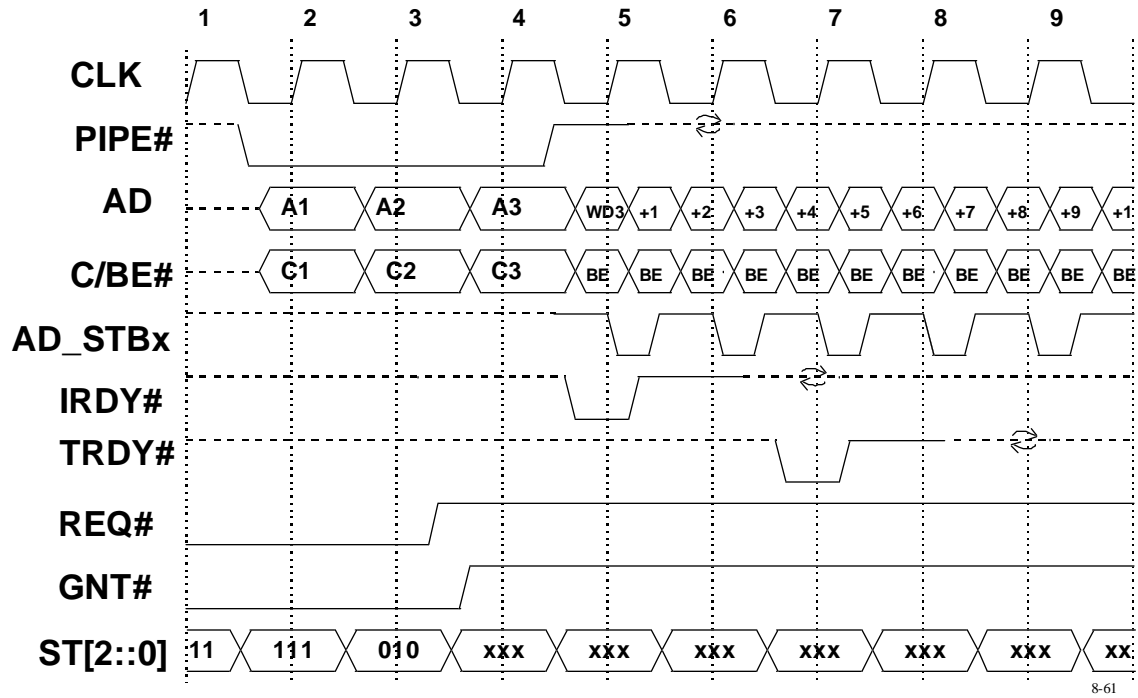 1 2 3 4 5 6 7 8 9
CLK
PIPE#
AD A1 A2 A3 WD3 +1 +2 +3 +4 +5 +6 +7 +8 +9 +1
C/BE# C1 C2 C3 BE BE BE BE BE BE BE BE BE BE BE
AD_STBx
IRDY#
TRDY#
REQ#
GNT#
ST[2::0] 11 111 010 xxx xxx xxx xxx xxx xxx xx
8-61